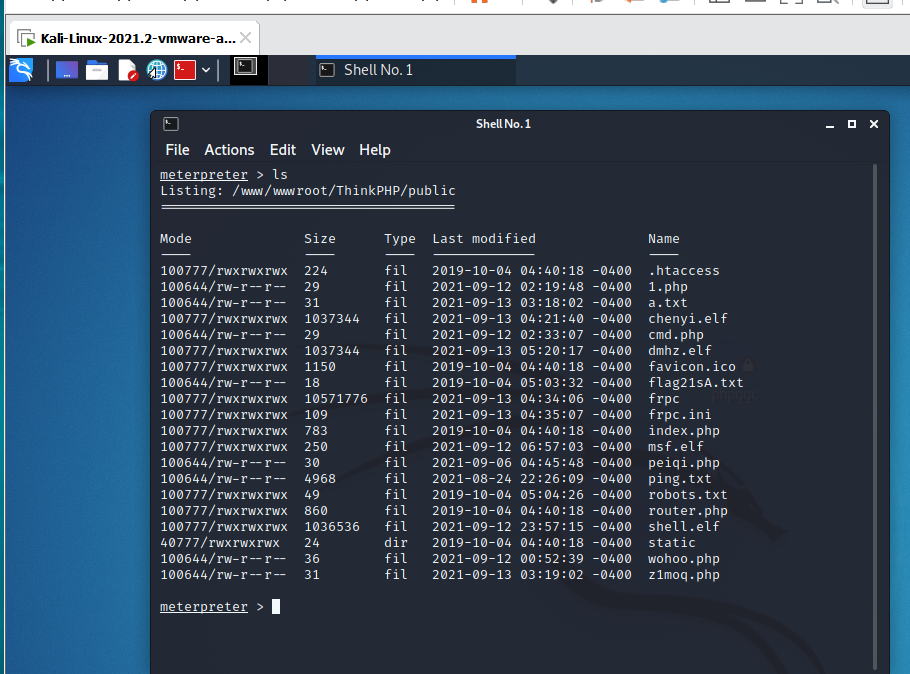 Kali-Linux-2021.2-vmware-a...
Shell No. 1
Shell No. 1
File Actions Edit View Help
meterpreter > ls
Listing: /www/wwwroot/ThinkPHP/public
Mode Size Type Last modified Name
100777/rwxrwxrwx 224 fil 2019-10-04 04:40:18 -0400 .htaccess
100644/rw-r--r-- 29 fil 2021-09-12 02:19:48 -0400 1.php
100644/rw-r--r-- 31 fil 2021-09-13 03:18:02 -0400 a.txt
100777/rwxrwxrwx 1037344 fil 2021-09-13 04:21:40 -0400 chenyi.elf
100644/rw-r--r-- 29 fil 2021-09-12 02:33:07 -0400 cmd.php
100777/rwxrwxrwx 1037344 fil 2021-09-13 05:20:17 -0400 dmhz.elf
100777/rwxrwxrwx 1150 fil 2019-10-04 04:40:18 -0400 favicon.ico
100644/rw-r--r-- 18 fil 2019-10-04 05:03:32 -0400 flag21sA.txt
100777/rwxrwxrwx 10571776 fil 2021-09-13 04:34:06 -0400 frpc
100777/rwxrwxrwx 109 fil 2021-09-13 04:35:07 -0400 frpc.ini
100777/rwxrwxrwx 783 fil 2019-10-04 04:40:18 -0400 index.php
100777/rwxrwxrwx 250 fil 2021-09-12 06:57:03 -0400 msf.elf
100644/rw-r--r-- 30 fil 2021-09-06 04:45:48 -0400 peiqi.php
100644/rw-r--r-- 4968 fil 2021-08-24 22:26:09 -0400 ping.txt
100777/rwxrwxrwx 49 fil 2019-10-04 05:04:26 -0400 robots.txt
100777/rwxrwxrwx 860 fil 2019-10-04 04:40:18 -0400 router.php
100777/rwxrwxrwx 1036536 fil 2021-09-12 23:57:15 -0400 shell.elf
40777/rwxrwxrwx 24 dir 2019-10-04 04:40:18 -0400 static
100644/rw-r--r-- 36 fil 2021-09-12 00:52:39 -0400 wohoo.php
100644/rw-r--r-- 31 fil 2021-09-13 03:19:02 -0400 z1moq.php
meterpreter >